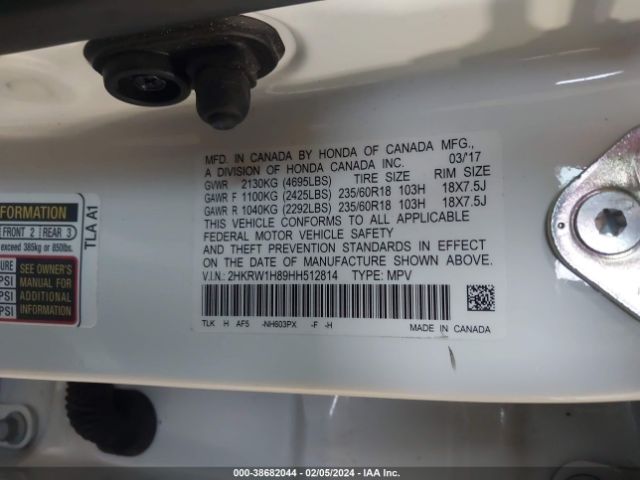 MFD. IN CANADA BY HONDA OF CANADA MFG.,
A DIVISION OF HONDA CANADA INC. 03/'17
GVWR 2130KG (4695LBS) TIRE SIZE RIM SIZE
GAWR F 1100KG (2425LBS) 235/60R18 103H 18X7.5J
GAWR R 1040KG (2292LBS) 235/60R18 103H 18X7.5J
THIS VEHICLE CONFORMS TO ALL APPLICABLE
FEDERAL MOTOR VEHICLE SAFETY
AND THEFT PREVENTION STANDARDS IN EFFECT
ON THE DATE OF MANUFACTURE SHOWN ABOVE.
V.I.N: 2HKRW1H89HH512814 TYPE: MPV
TLK H AF5 -NH603PX -F -H
MADE IN CANADA
FORMATION
FRONT 2 REAR 3
exceed 385kg or 850lbs.
TLA A1
SEE OWNER'S
PSI MANUAL FOR
ADDITIONAL
PSI INFORMATION
000-38682044 - 02/05/2024 - IAA Inc.